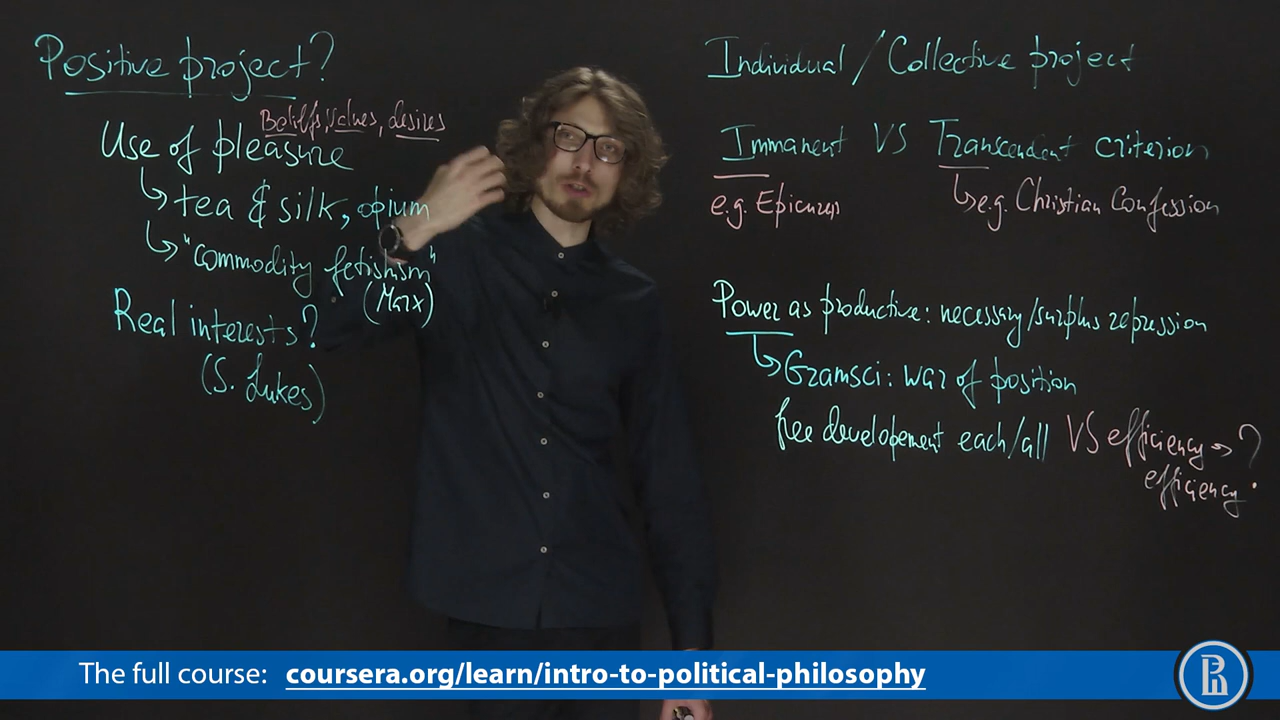 Positive project?
Beliefs, values, desires
Use of pleasure
↳ tea & silk, opium
↳ "commodity fetishism"
(Marx)
Real interests?
(S. Lukes)
Individual / Collective project
Immanent VS Transcendent criterion
e.g. Epicurus
↳ e.g. Christian Confession
Power as productive: necessary/surplus repression
↳ Gramsci: war of position
free developement each/all VS efficiency → ?
efficiency
The full course: coursera.org/learn/intro-to-political-philosophy